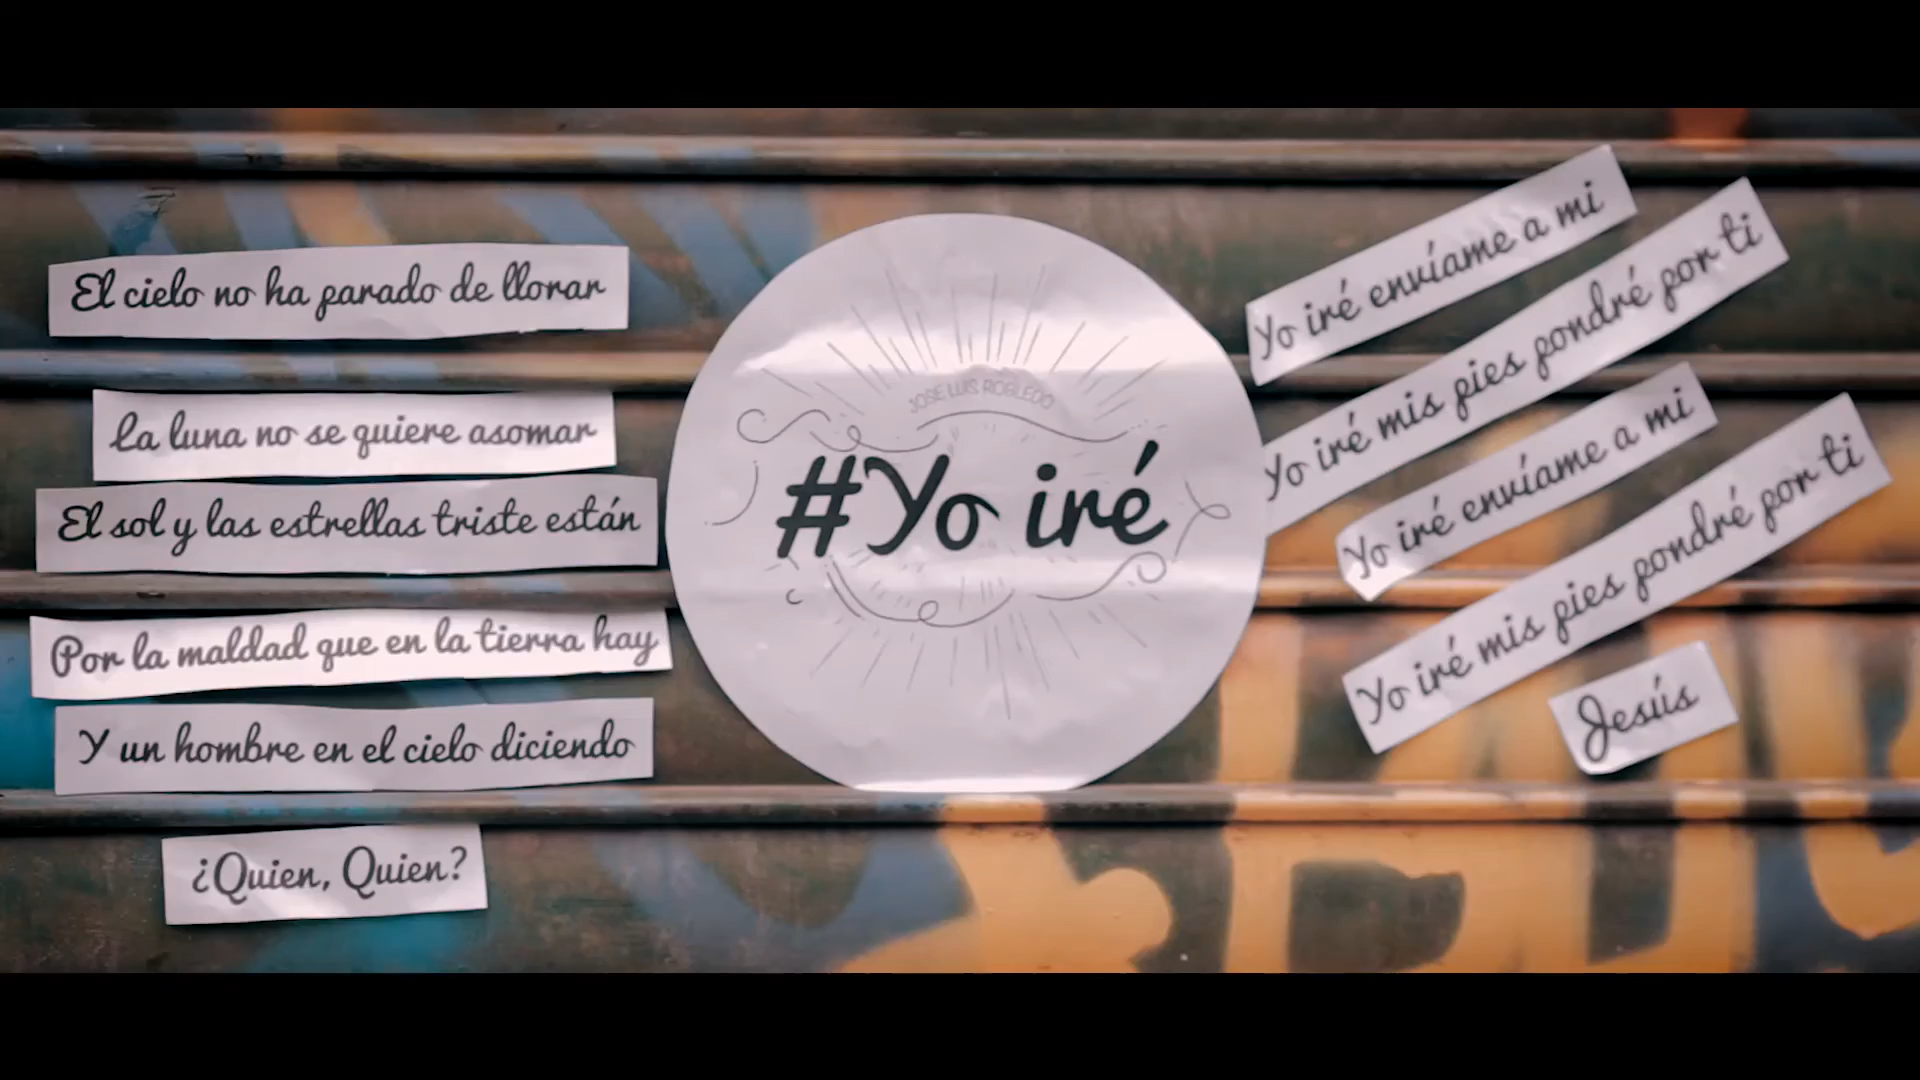 El cielo no ha parado de llorar
La luna no se quiere asomar
El sol y las estrellas triste están
Por la maldad que en la tierra hay
Y un hombre en el cielo diciendo
¿Quien, Quien?
JOSE LUIS ROBLEDO
#Yo iré
Yo iré envíame a mi
Yo iré mis pies pondré por ti
Yo iré envíame a mi
Yo iré mis pies pondré por ti
Jesús